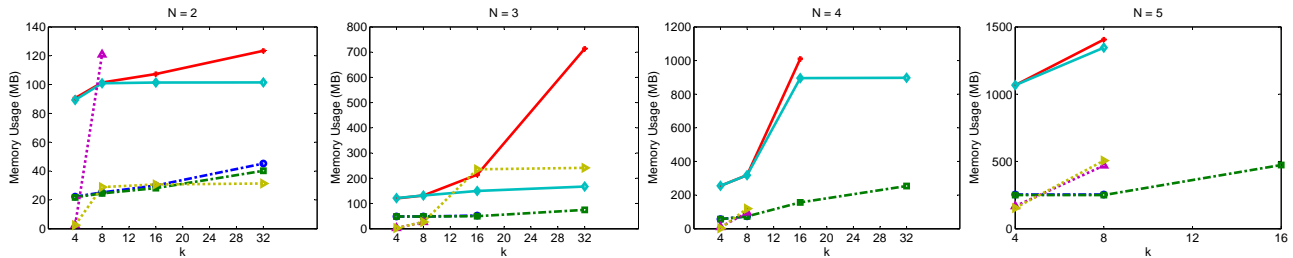 N = 2
140
120
100
80
60
40
20
0
4 8 12 16 20 24 28 32
k
Memory Usage (MB)
N = 3
800
700
600
500
400
300
200
100
0
4 8 12 16 20 24 28 32
k
Memory Usage (MB)
N = 4
1200
1000
800
600
400
200
0
4 8 12 16 20 24 28 32
k
Memory Usage (MB)
N = 5
1500
1000
500
0
4 8 12 16
k
Memory Usage (MB)